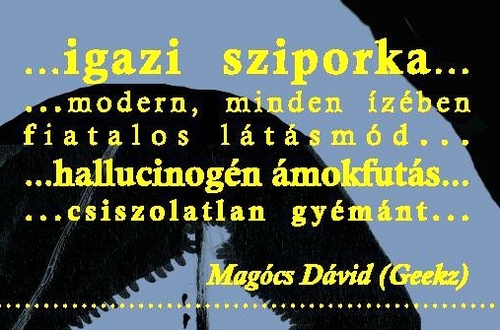 ...igazi sziporka...
...modern, minden ízében
fiatalos látásmód...
...hallucinogén ámokfutás...
...csiszolatlan gyémánt...
Magócs Dávid (Geekz)